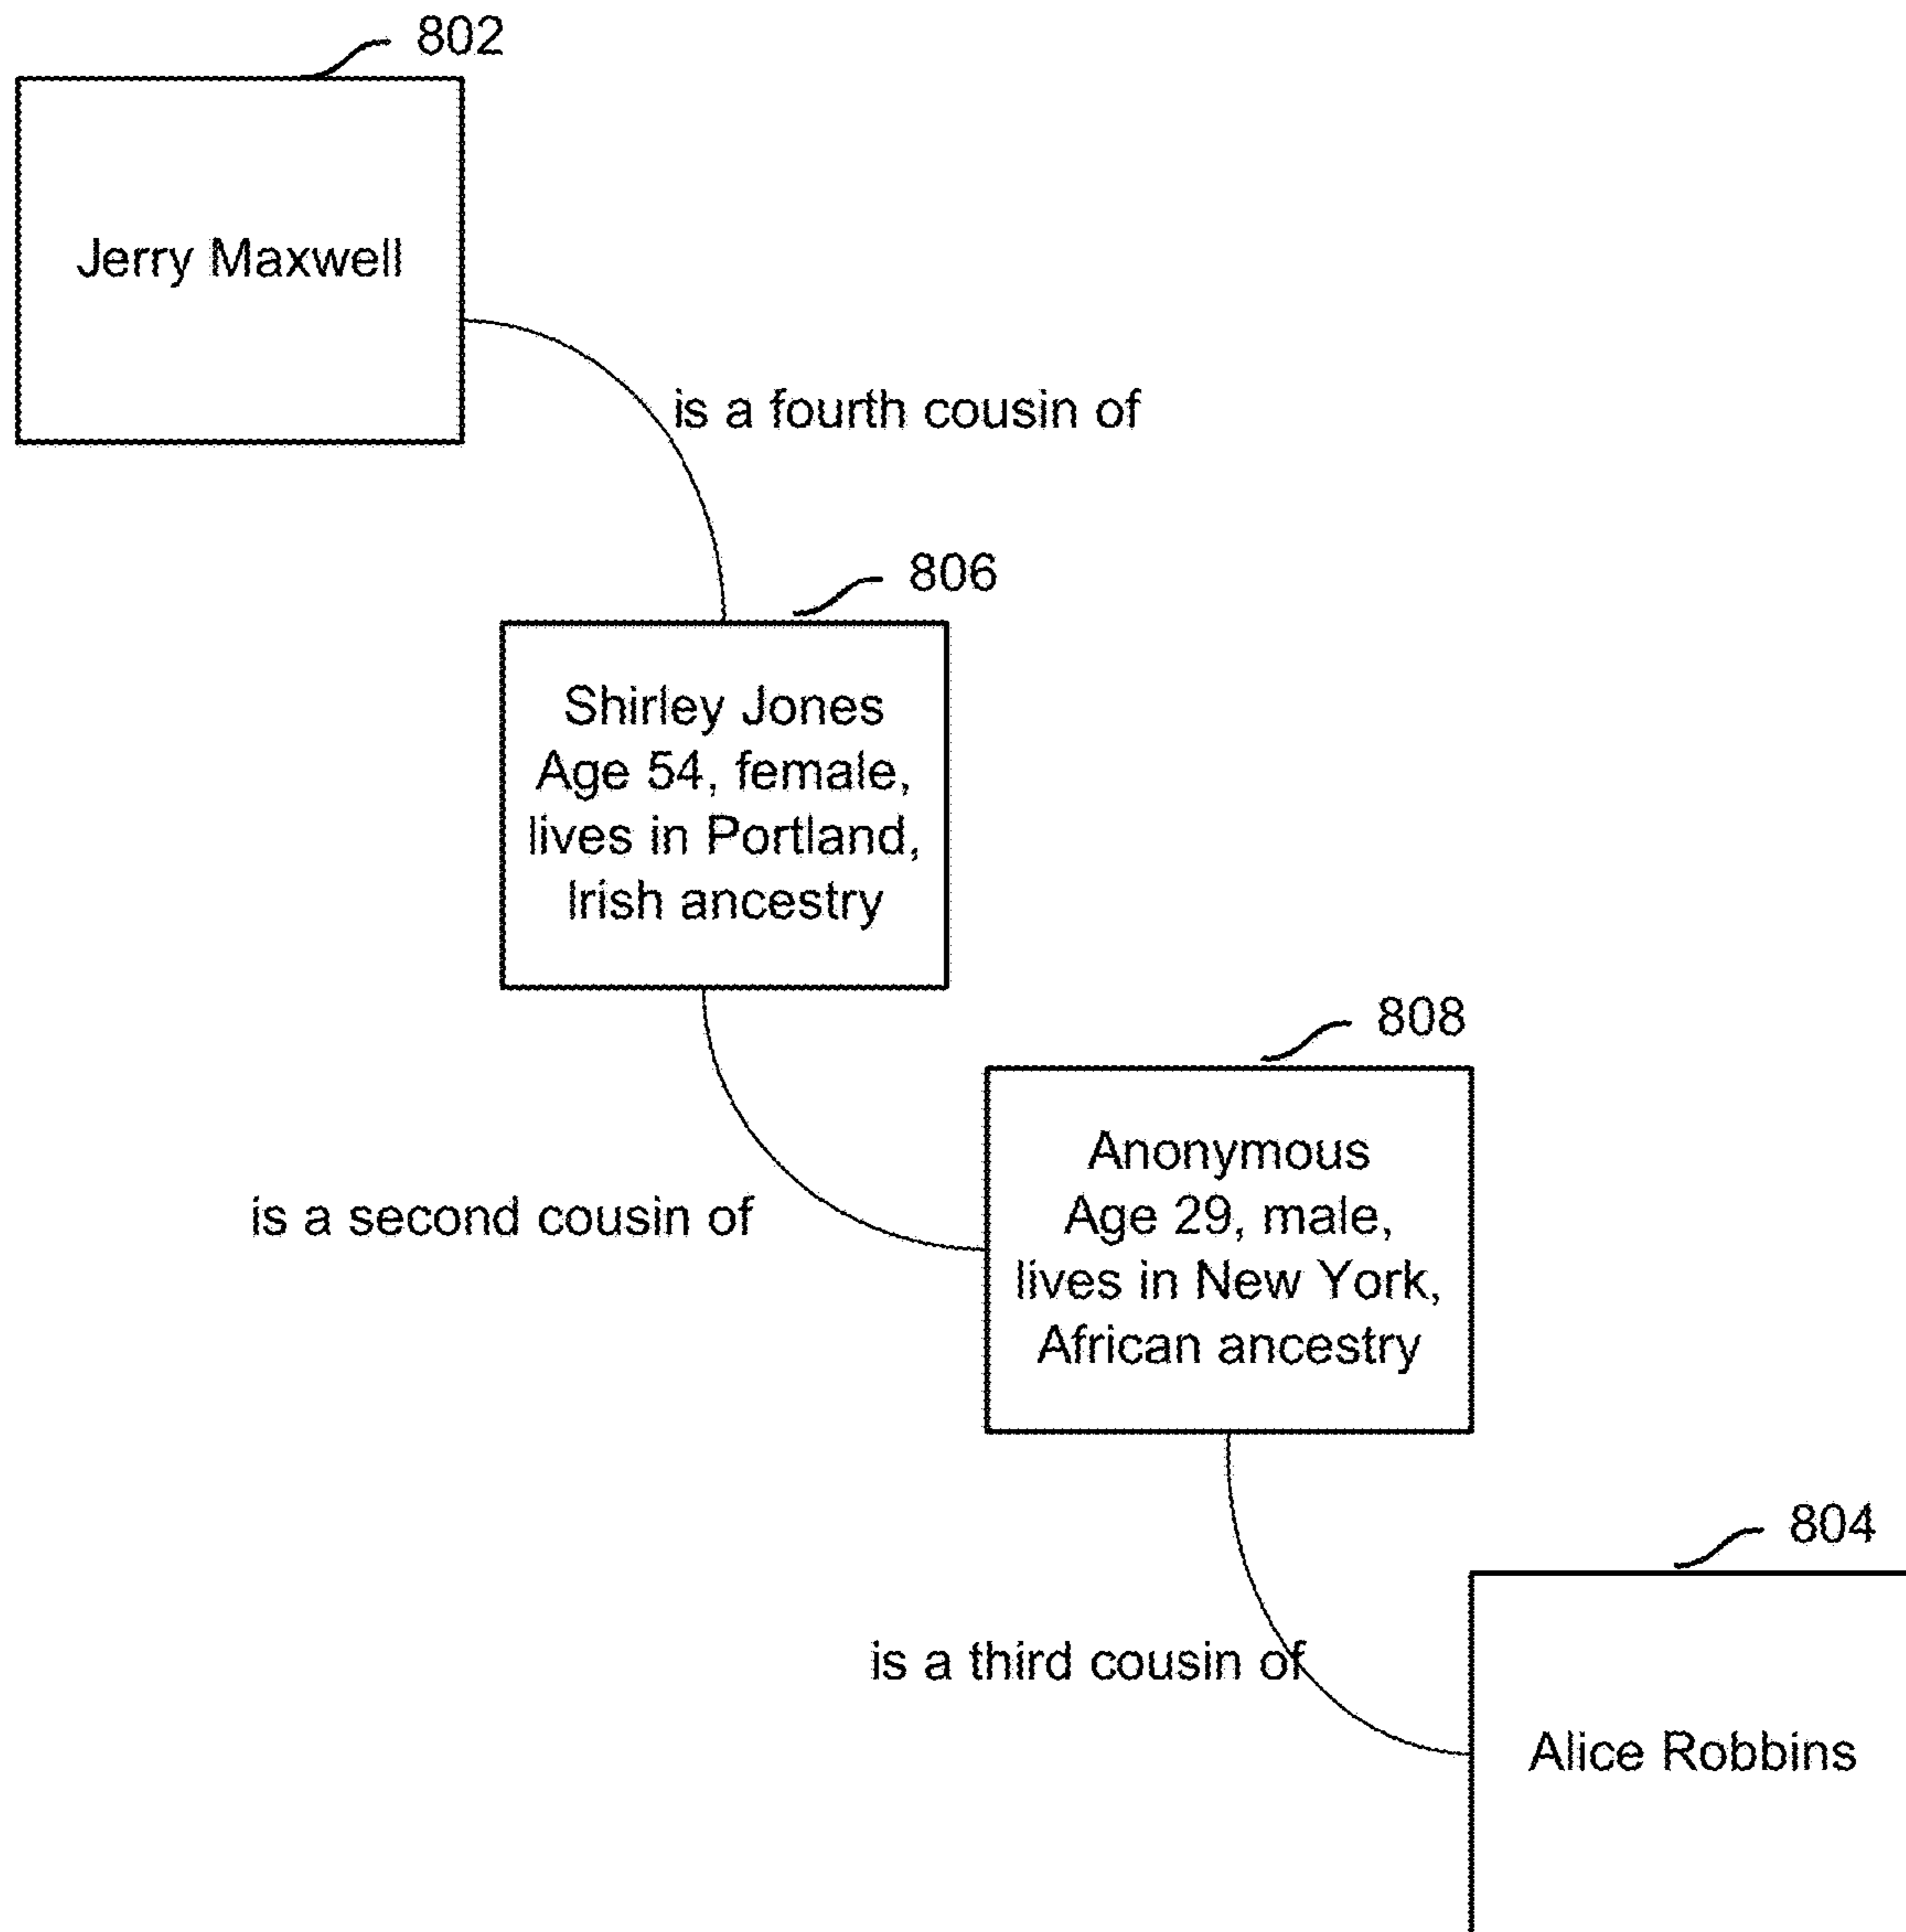 802
Jerry Maxwell
is a fourth cousin of
806
Shirley Jones
Age 54, female,
lives in Portland,
Irish ancestry
808
Anonymous
Age 29, male,
lives in New York,
African ancestry
is a second cousin of
804
is a third cousin of
Alice Robbins